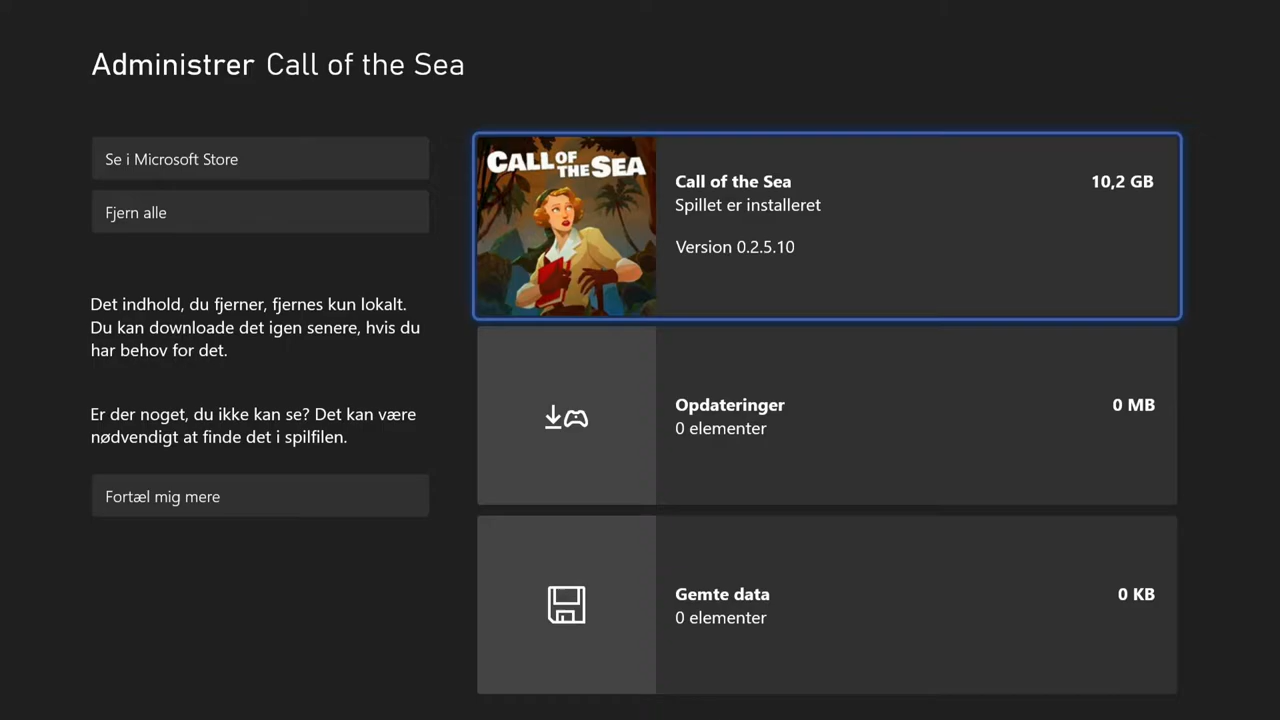 Administrer Call of the Sea
Se i Microsoft Store
Fjern alle
Det indhold, du fjerner, fjernes kun lokalt.
Du kan downloade det igen senere, hvis du
har behov for det.
Er der noget, du ikke kan se? Det kan være
nødvendigt at finde det i spilfilen.
Fortæl mig mere
CALL OF
THE SEA
Call of the Sea
10,2 GB
Spillet er installeret
Version 0.2.5.10
Opdateringer
0 MB
0 elementer
Gemte data
0 KB
0 elementer